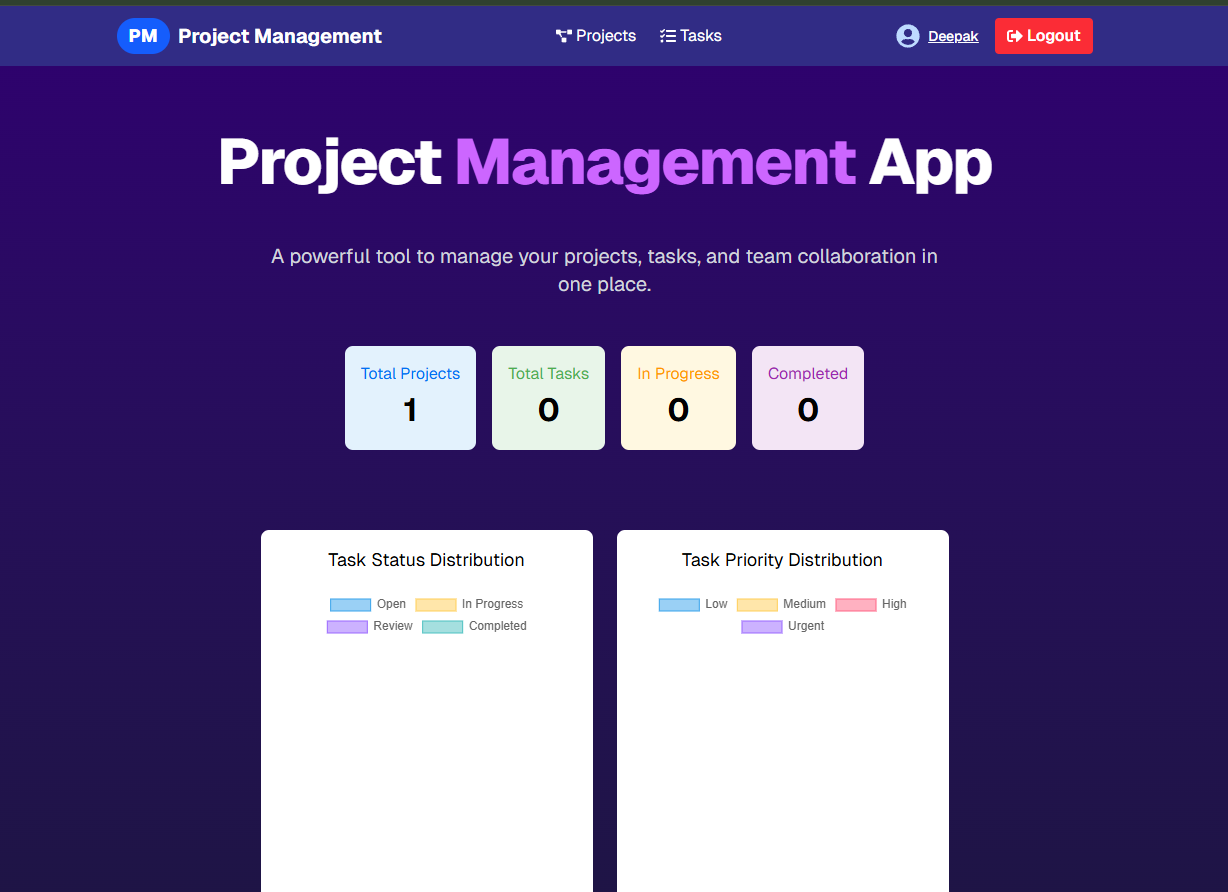 PM Project Management Projects Tasks Deepak Logout
Project Management App
A powerful tool to manage your projects, tasks, and team collaboration in
one place.
Total Projects Total Tasks In Progress Completed
1 0 0 0
Task Status Distribution
Open In Progress
Review Completed
Task Priority Distribution
Low Medium High
Urgent